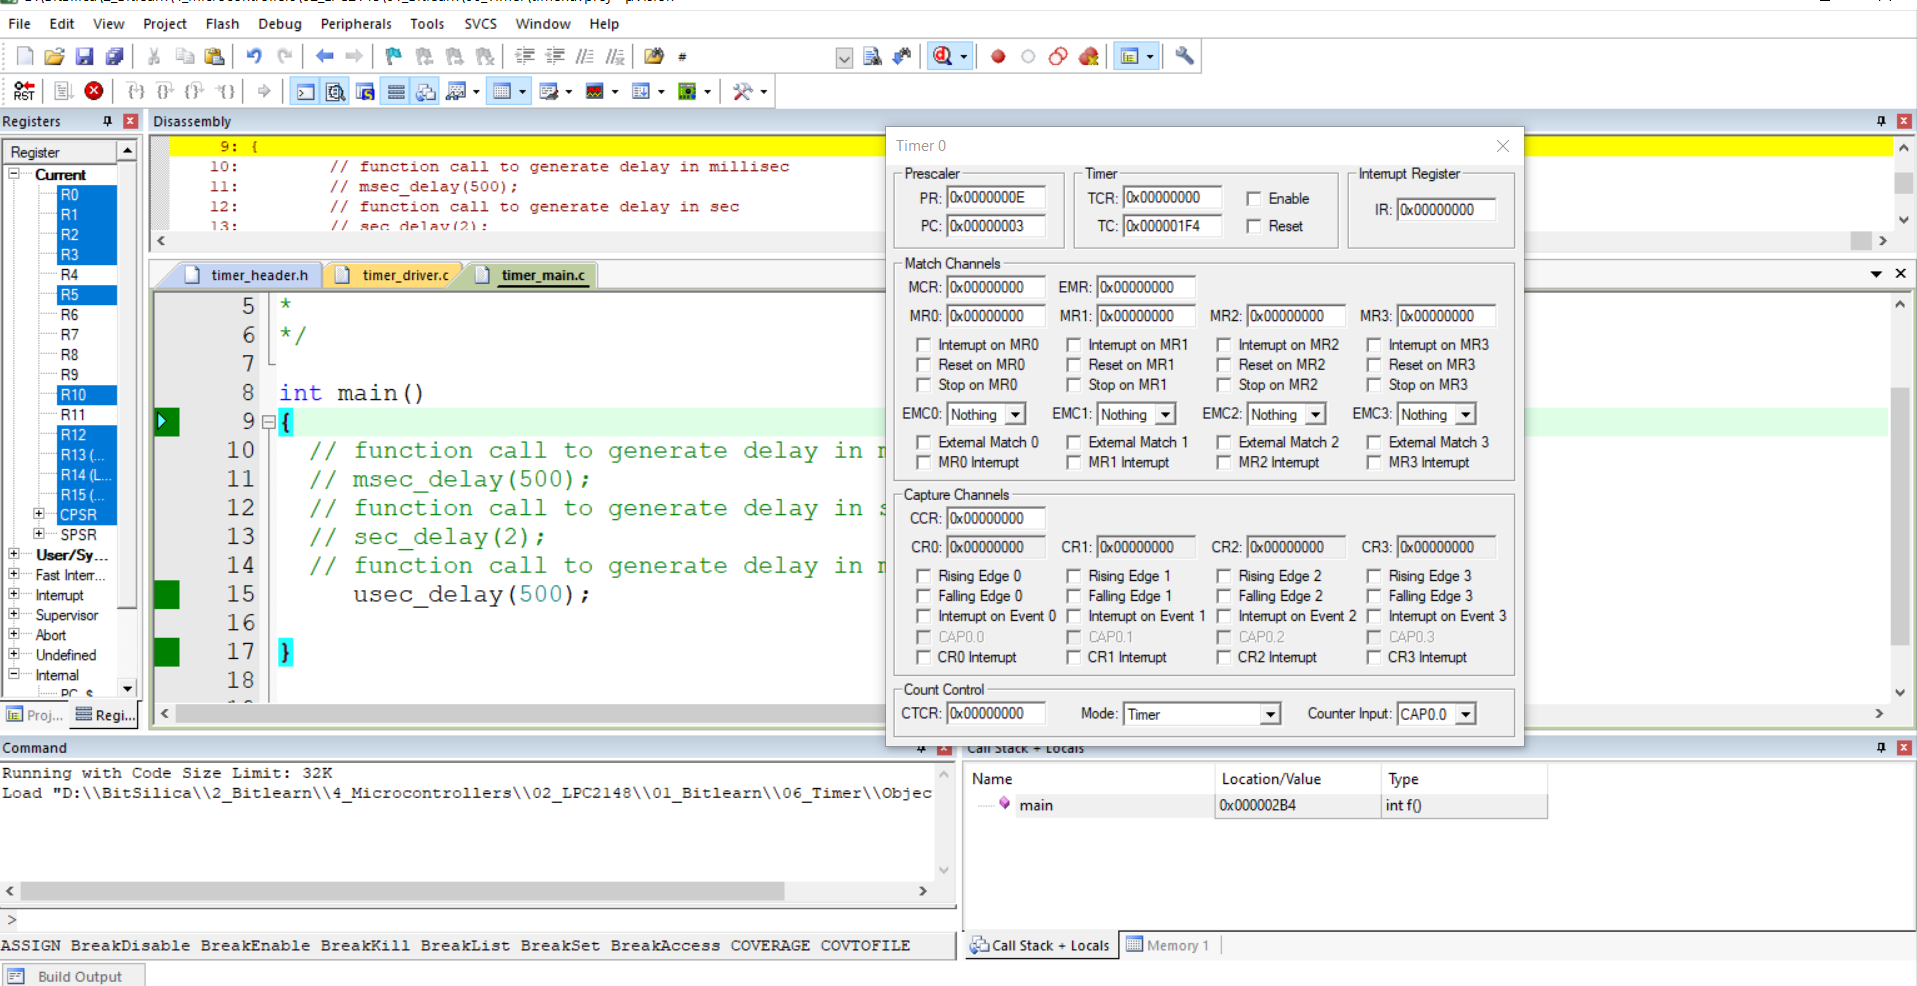 File Edit View Project Flash Debug Peripherals Tools SVCS Window Help
#
RST
Registers
Register
Current
R0
R1
R2
R3
R4
R5
R6
R7
R8
R9
R10
R11
R12
R13 (...
R14 (L...
R15 (...
CPSR
SPSR
User/Sy...
Fast Interr...
Interrupt
Supervisor
Abort
Undefined
Internal
PC $
Proj... Regi...
Disassembly
9: {
10: // function call to generate delay in millisec
11: // msec_delay(500);
12: // function call to generate delay in sec
13: // sec_delay(2);
timer_header.h timer_driver.c timer_main.c
5 *
6 */
7
8 int main()
9 {
10 // function call to generate delay in m
11 // msec_delay(500);
12 // function call to generate delay in s
13 // sec_delay(2);
14 // function call to generate delay in m
15 usec_delay(500);
16
17 }
18
Timer 0
Prescaler
PR: 0x0000000E
PC: 0x00000003
Timer
TCR: 0x00000000 Enable
TC: 0x000001F4 Reset
Interrupt Register
IR: 0x00000000
Match Channels
MCR: 0x00000000 EMR: 0x00000000
MR0: 0x00000000 MR1: 0x00000000 MR2: 0x00000000 MR3: 0x00000000
Interrupt on MR0 Interrupt on MR1 Interrupt on MR2 Interrupt on MR3
Reset on MR0 Reset on MR1 Reset on MR2 Reset on MR3
Stop on MR0 Stop on MR1 Stop on MR2 Stop on MR3
EMC0: Nothing EMC1: Nothing EMC2: Nothing EMC3: Nothing
External Match 0 External Match 1 External Match 2 External Match 3
MR0 Interrupt MR1 Interrupt MR2 Interrupt MR3 Interrupt
Capture Channels
CCR: 0x00000000
CR0: 0x00000000 CR1: 0x00000000 CR2: 0x00000000 CR3: 0x00000000
Rising Edge 0 Rising Edge 1 Rising Edge 2 Rising Edge 3
Falling Edge 0 Falling Edge 1 Falling Edge 2 Falling Edge 3
Interrupt on Event 0 Interrupt on Event 1 Interrupt on Event 2 Interrupt on Event 3
CAP0.0 CAP0.1 CAP0.2 CAP0.3
CR0 Interrupt CR1 Interrupt CR2 Interrupt CR3 Interrupt
Count Control
CTCR: 0x00000000 Mode: Timer Counter Input: CAP0.0
Command
Running with Code Size Limit: 32K
Load "D:\\BitSilica\\2_Bitlearn\\4_Microcontrollers\\02_LPC2148\\01_Bitlearn\\06_Timer\\Objec
>
ASSIGN BreakDisable BreakEnable BreakKill BreakList BreakSet BreakAccess COVERAGE COVTOFILE
Call Stack + Locals
Name Location/Value Type
main 0x000002B4 int f()
Call Stack + Locals Memory 1
Build Output